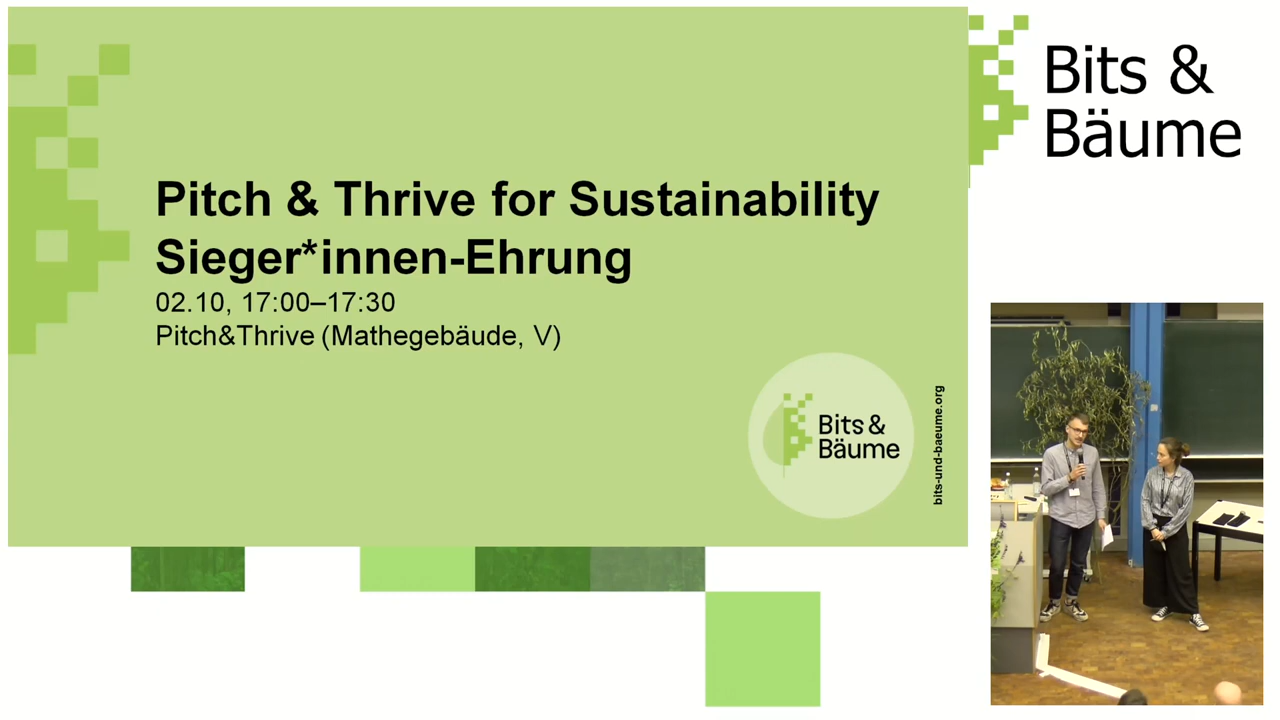 Pitch & Thrive for Sustainability
Sieger*innen-Ehrung
02.10, 17:00–17:30
Pitch&Thrive (Mathegebäude, V)
Bits &
Bäume
bits-und-baeume.org
Bits &
Bäume